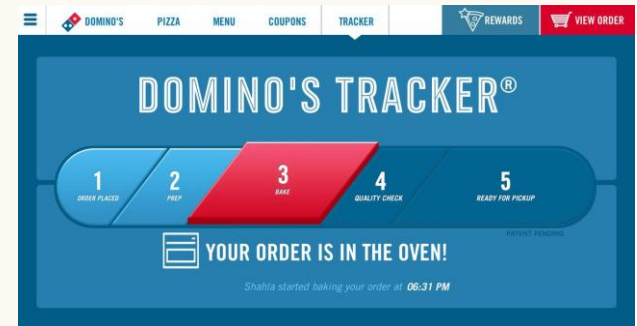 DOMINO'S PIZZA MENU COUPONS TRACKER REWARDS VIEW ORDER
DOMINO'S TRACKER®
1 2 3 4 5
ORDER PLACED PREP BAKE QUALITY CHECK READY FOR PICKUP
PATENT PENDING
YOUR ORDER IS IN THE OVEN!
Shahla started baking your order at 06:31 PM